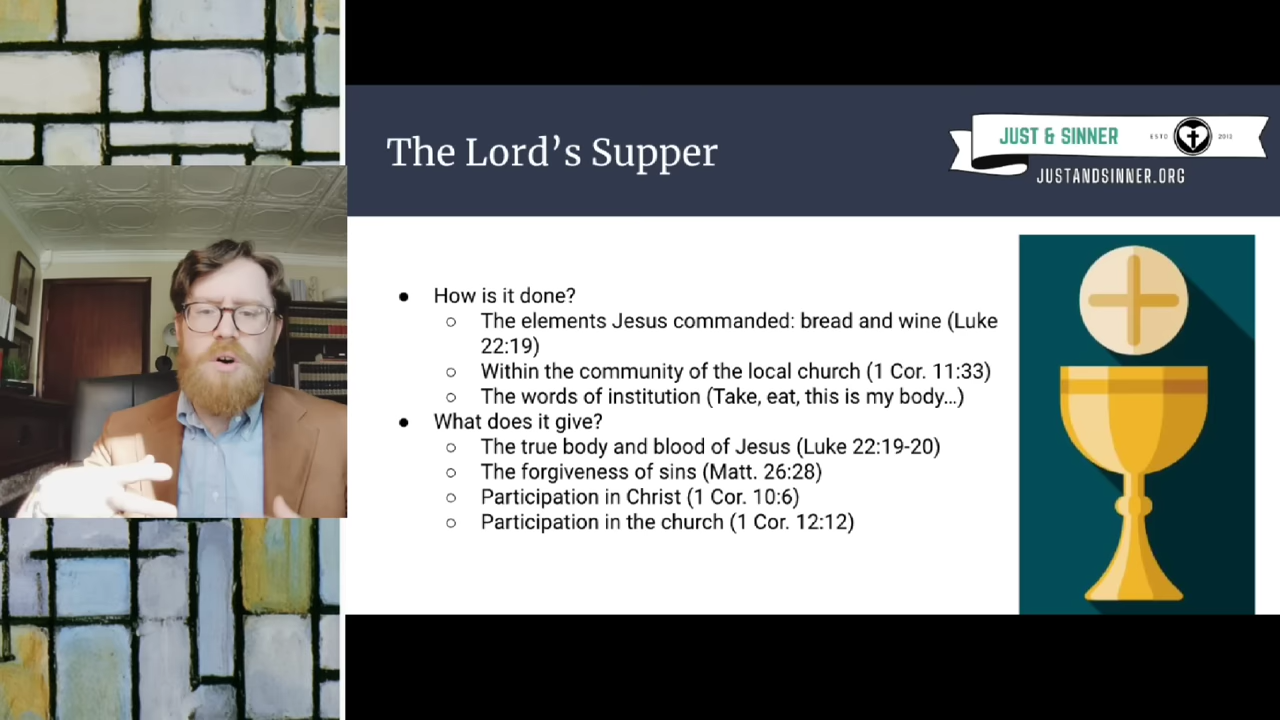 The Lord's Supper
JUST & SINNER
ESTD
2012
JUSTANDSINNER.ORG
● How is it done?
○ The elements Jesus commanded: bread and wine (Luke
22:19)
○ Within the community of the local church (1 Cor. 11:33)
○ The words of institution (Take, eat, this is my body…)
● What does it give?
○ The true body and blood of Jesus (Luke 22:19-20)
○ The forgiveness of sins (Matt. 26:28)
○ Participation in Christ (1 Cor. 10:6)
○ Participation in the church (1 Cor. 12:12)